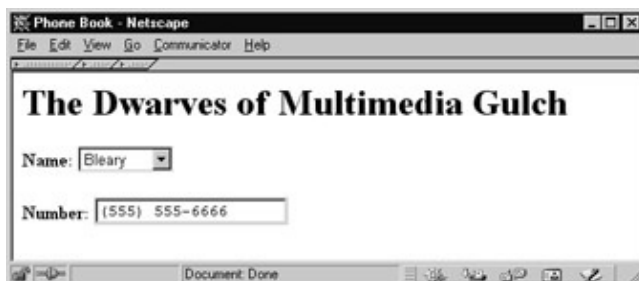 Phone Book - Netscape
File Edit View Go Communicator Help
The Dwarves of Multimedia Gulch
Name: Bleary
Number: (555) 555-6666
Document: Done